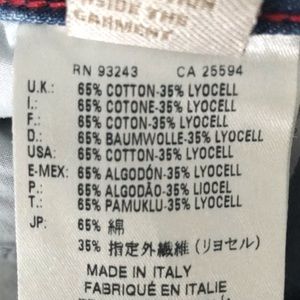 INSIDE THE
GARMENT
RN 93243 CA 25594
U.K.: 65% COTTON-35% LYOCELL
I.: 65% COTONE-35% LYOCELL
F.: 65% COTON-35% LYOCELL
D.: 65% BAUMWOLLE-35% LYOCELL
USA: 65% COTTON-35% LYOCELL
E-MEX: 65% ALGODÓN-35% LYOCELL
P.: 65% ALGODÃO-35% LIOCEL
T.: 65% PAMUKLU-35% LYOCELL
JP: 65% 綿
35% 指定外繊維(リヨセル)
MADE IN ITALY
FABRIQUÉ EN ITALIE